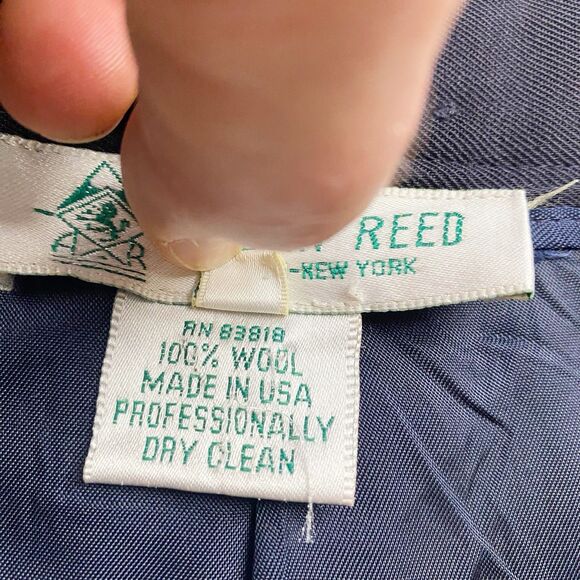 REED
-NEW YORK
RN 83818
100% WOOL
MADE IN USA
PROFESSIONALLY
DRY CLEAN